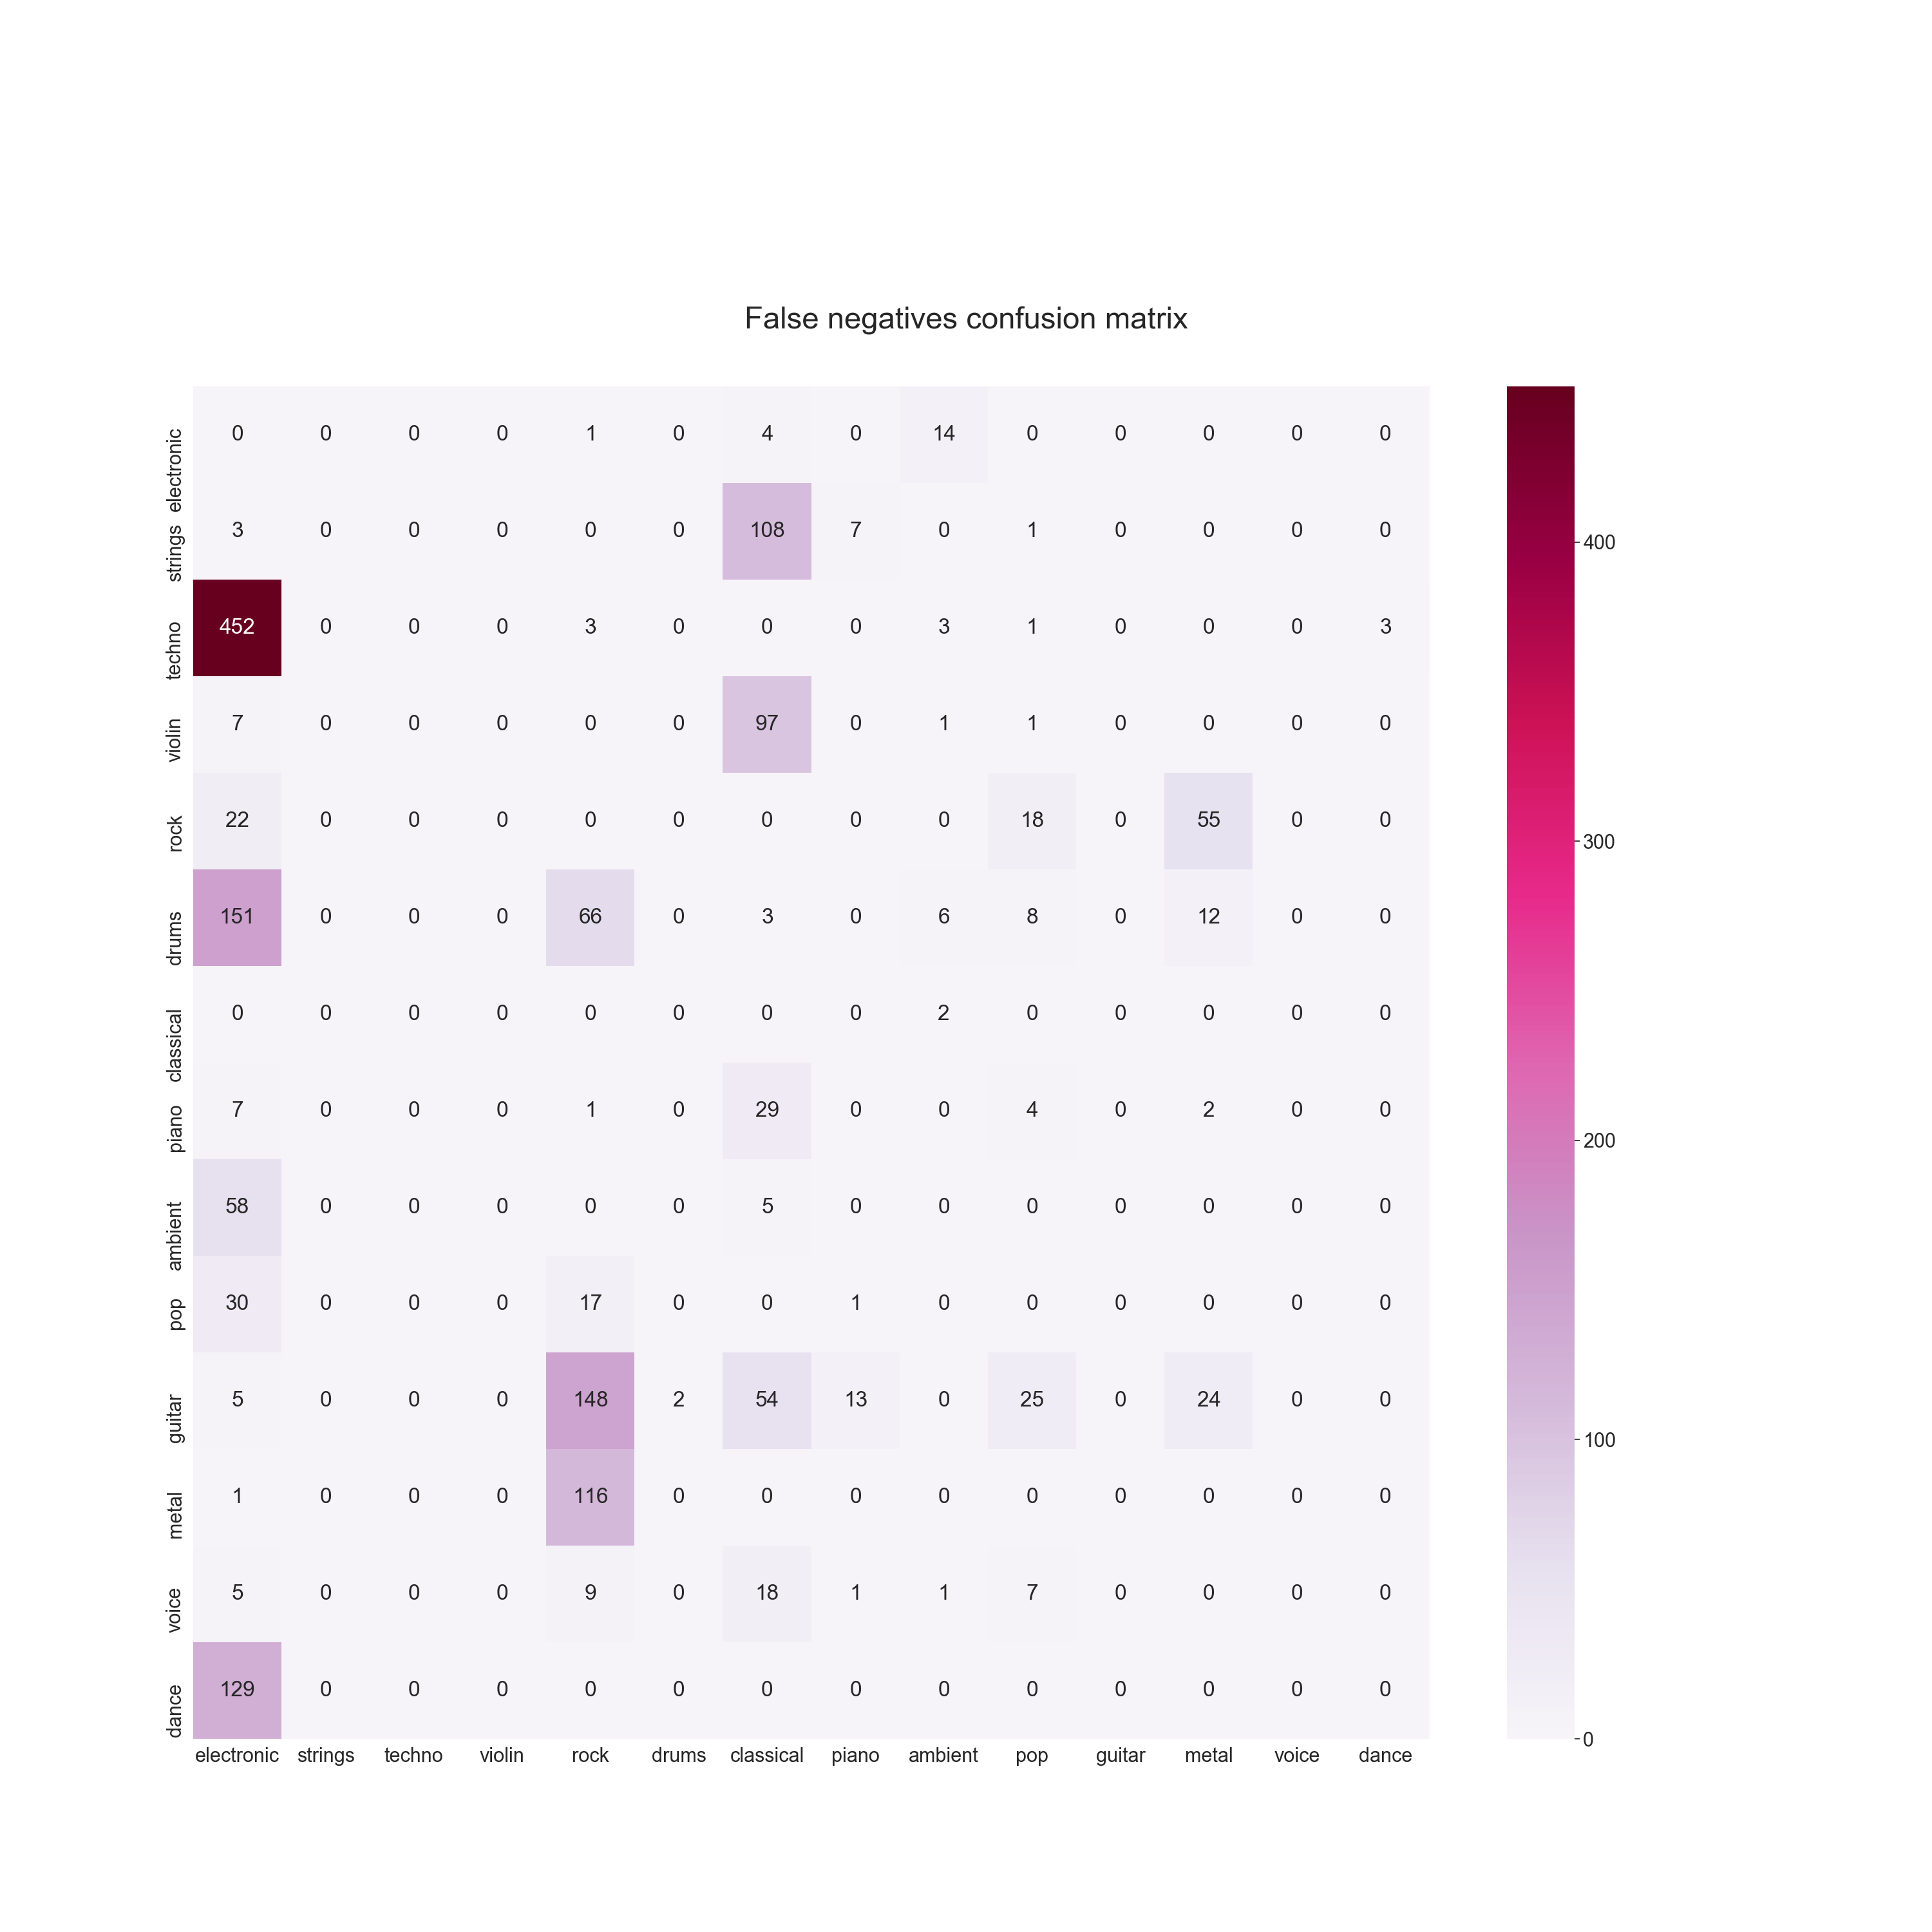 False negatives confusion matrix
electronic 0 0 0 0 1 0 4 0 14 0 0 0 0 0
strings 3 0 0 0 0 0 108 7 0 1 0 0 0 0
400
techno 452 0 0 0 3 0 0 0 3 1 0 0 0 3
violin 7 0 0 0 0 0 97 0 1 1 0 0 0 0
rock 22 0 0 0 0 0 0 0 0 18 0 55 0 0
300
drums 151 0 0 0 66 0 3 0 6 8 0 12 0 0
classical 0 0 0 0 0 0 0 0 2 0 0 0 0 0
piano 7 0 0 0 1 0 29 0 0 4 0 2 0 0
200
ambient 58 0 0 0 0 0 5 0 0 0 0 0 0 0
pop 30 0 0 0 17 0 0 1 0 0 0 0 0 0
guitar 5 0 0 0 148 2 54 13 0 25 0 24 0 0
100
metal 1 0 0 0 116 0 0 0 0 0 0 0 0 0
voice 5 0 0 0 9 0 18 1 1 7 0 0 0 0
dance 129 0 0 0 0 0 0 0 0 0 0 0 0 0
0
electronic strings techno violin rock drums classical piano ambient pop guitar metal voice dance